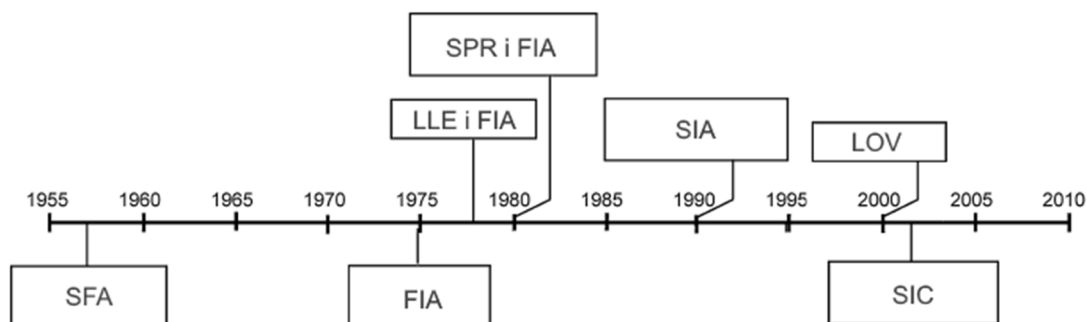 SPR i FIA
LLE i FIA
SIA
LOV
1955 1960 1965 1970 1975 1980 1985 1990 1995 2000 2005 2010
SFA
FIA
SIC